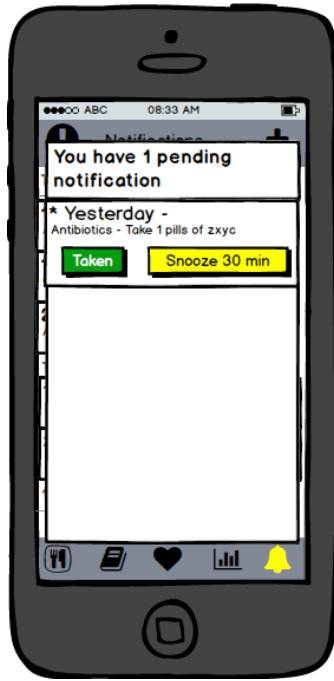 ABC 08:33 AM
Notifications
You have 1 pending
notification
* Yesterday -
Antibiotics - Take 1 pills of zxyc
Taken Snooze 30 min